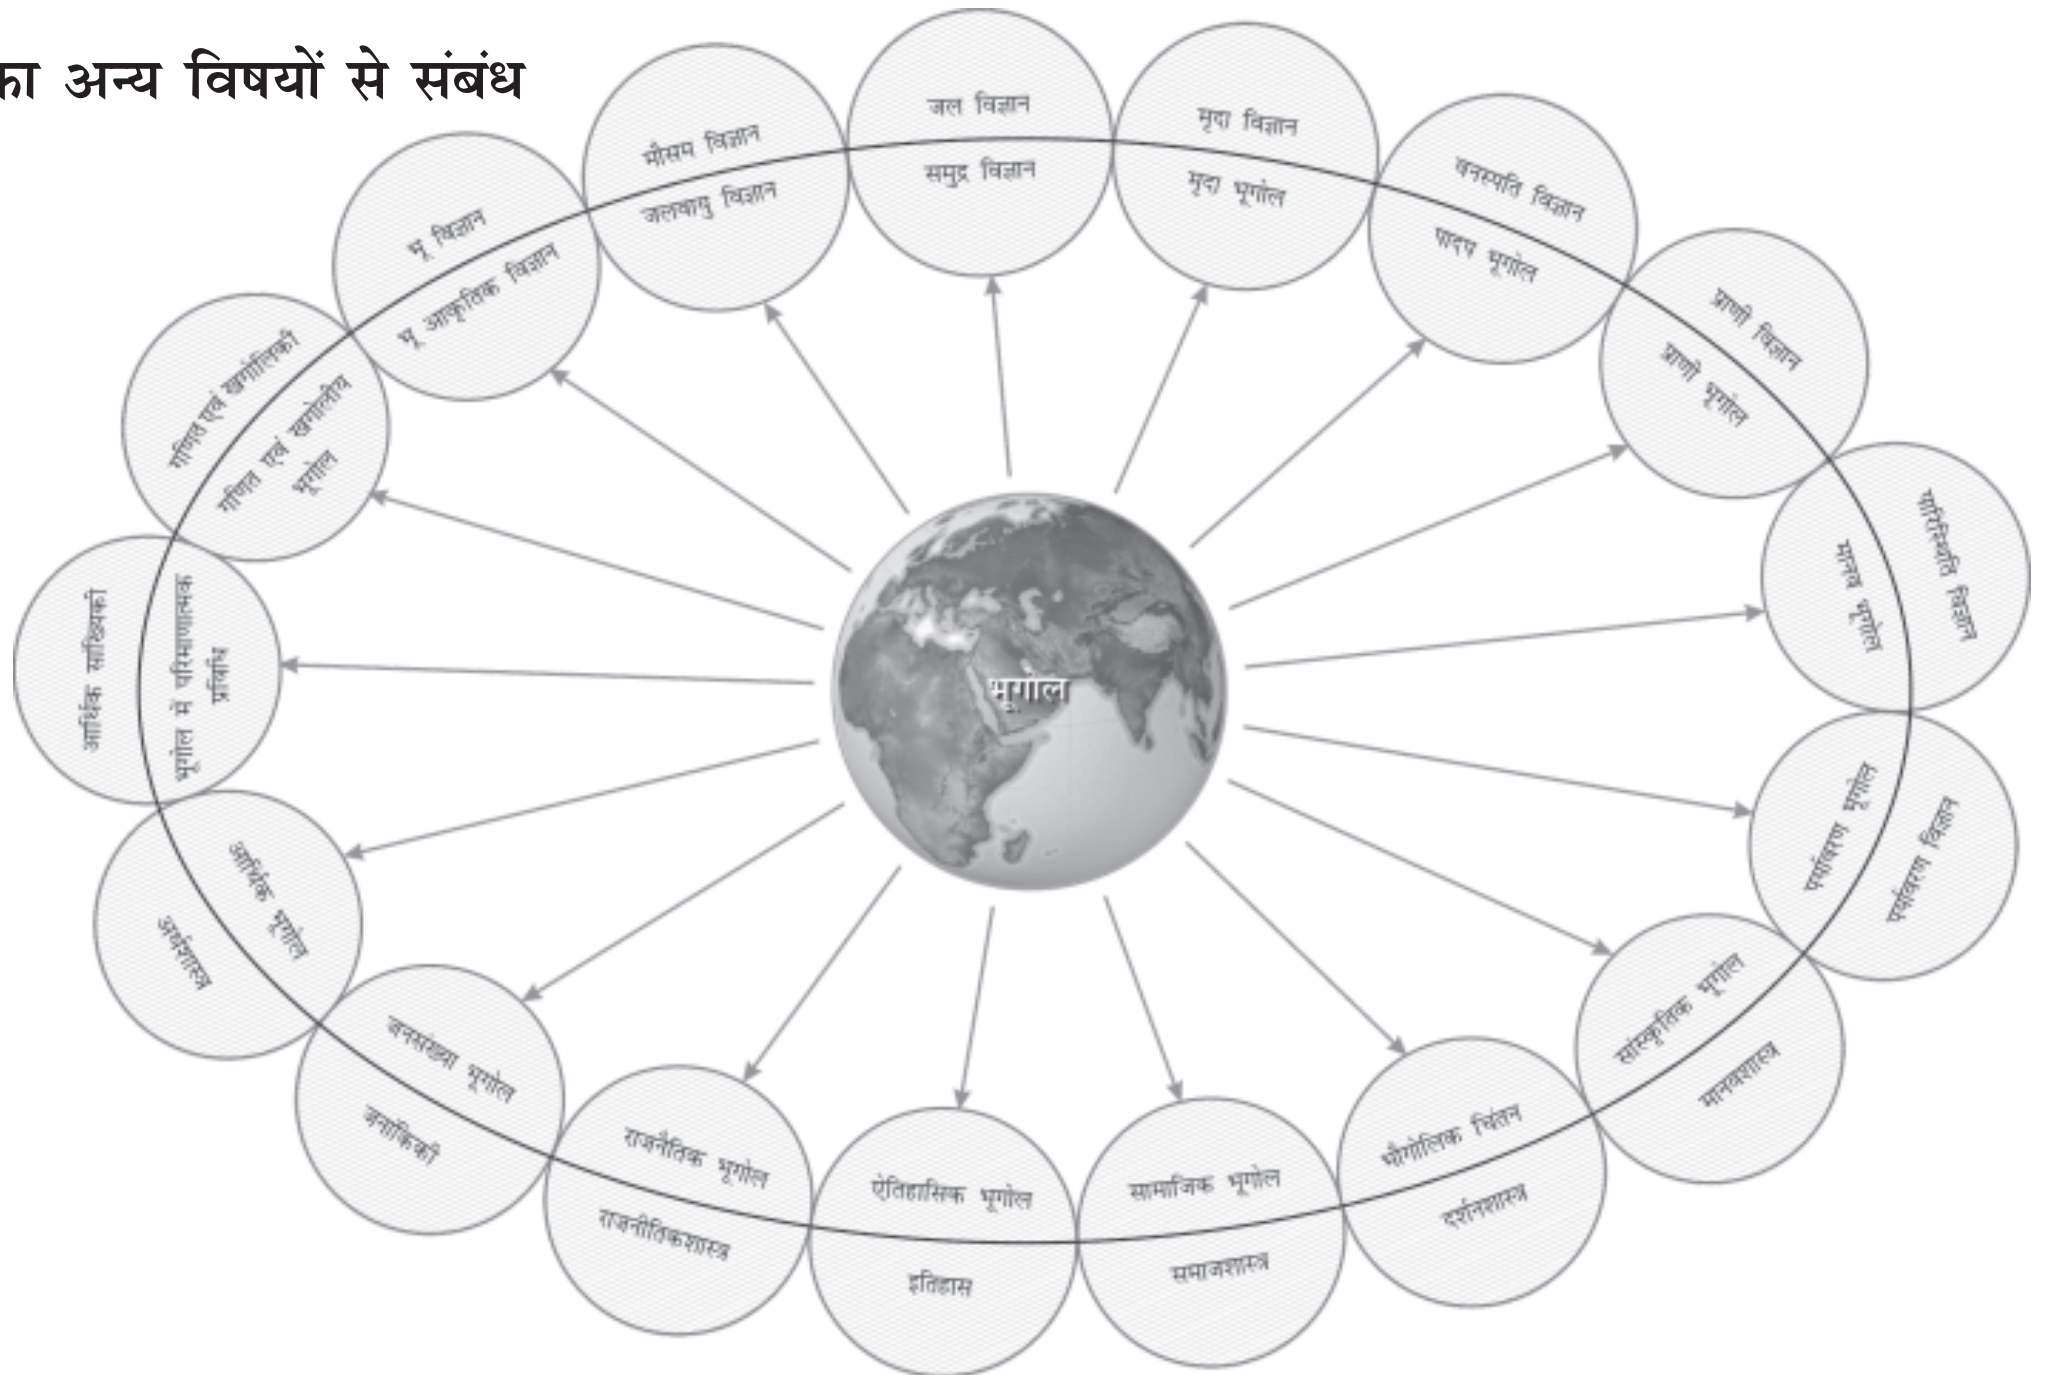 का अन्य विषयों से संबंध
जल विज्ञान
समुद्र विज्ञान
मृदा विज्ञान
मृदा भूगोल
वनस्पति विज्ञान
पादप भूगोल
प्राणी विज्ञान
प्राणी भूगोल
पारिस्थिति विज्ञान
मानव भूगोल
पर्यावरण भूगोल
पर्यावरण विज्ञान
सांस्कृतिक भूगोल
मानवशास्त्र
भौगोलिक चिंतन
दर्शनशास्त्र
सामाजिक भूगोल
समाजशास्त्र
ऐतिहासिक भूगोल
इतिहास
राजनैतिक भूगोल
राजनीतिकशास्त्र
जनसंख्या भूगोल
जनांकिकी
आर्थिक भूगोल
अर्थशास्त्र
आर्थिक सांख्यिकी
भूगोल में परिमाणात्मक
प्रविधि
गणित एवं खगोलिकी
गणित एवं खगोलीय
भूगोल
भू विज्ञान
भू आकृतिक विज्ञान
मौसम विज्ञान
जलवायु विज्ञान
भूगोल